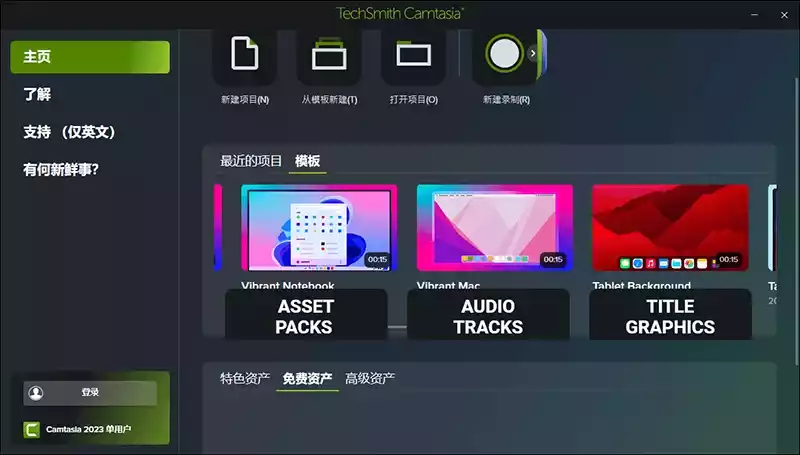 TechSmith Camtasia™
主页
了解
支持 （仅英文）
有何新鲜事？
新建项目(N)
从模板新建(T)
打开项目(O)
新建录制(R)
最近的项目 模板
00:15
00:15
00:15
Vibrant Notebook
Vibrant Mac
Tablet Background
ASSET
PACKS
AUDIO
TRACKS
TITLE
GRAPHICS
特色资产 免费资产 高级资产
登录
Camtasia 2023 单用户